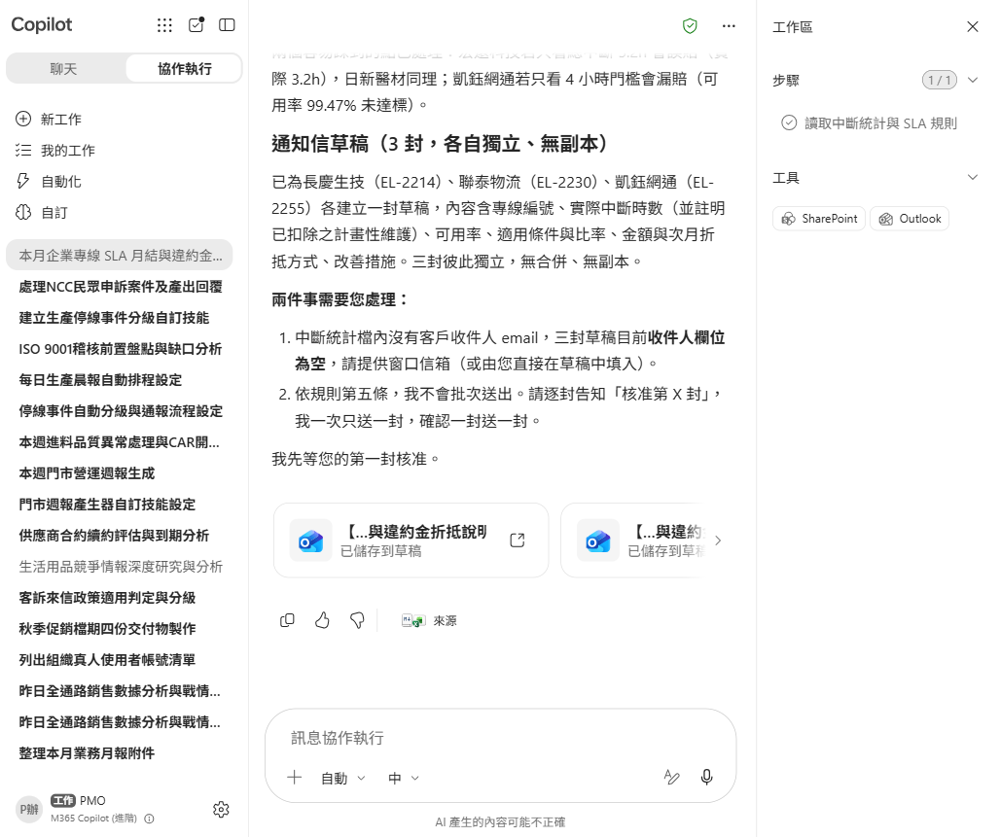 Copilot
聊天
協作執行
新工作
我的工作
自動化
自訂
本月企業專線 SLA 月結與違約金...
處理NCC民眾申訴案件及產出回覆
建立生產停線事件分級自訂技能
ISO 9001稽核前置盤點與缺口分析
每日生產晨報自動排程設定
停線事件自動分級與通報流程設定
本週進料品質異常處理與CAR開...
本週門市營運週報生成
門市週報產生器自訂技能設定
供應商合約續約評估與到期分析
生活用品競爭情報深度研究與分析
客訴來信政策適用判定與分級
秋季促銷檔期四份交付物製作
列出組織真人使用者帳號清單
昨日全通路銷售數據分析與戰情...
昨日全通路銷售數據分析與戰情...
整理本月業務月報附件
P辦
工作 PMO
M365 Copilot (進階)
際 3.2h），日新醫材同理；凱鈺網通若只看 4 小時門檻會漏賠（可
用率 99.47% 未達標）。
通知信草稿（3 封，各自獨立、無副本）
已為長慶生技（EL-2214）、聯泰物流（EL-2230）、凱鈺網通（EL-
2255）各建立一封草稿，內容含專線編號、實際中斷時數（並註明
已扣除之計畫性維護）、可用率、適用條件與比率、金額與次月折
抵方式、改善措施。三封彼此獨立，無合併、無副本。
兩件事需要您處理：
1. 中斷統計檔內沒有客戶收件人 email，三封草稿目前收件人欄位
為空，請提供窗口信箱（或由您直接在草稿中填入）。
2. 依規則第五條，我不會批次送出。請逐封告知「核准第 X 封」，
我一次只送一封，確認一封送一封。
我先等您的第一封核准。
【...與違約金折抵說明
已儲存到草稿
【...與違約
已儲存到草稿
來源
訊息協作執行
自動
中
AI 產生的內容可能不正確
工作區
步驟
1 / 1
讀取中斷統計與 SLA 規則
工具
SharePoint
Outlook